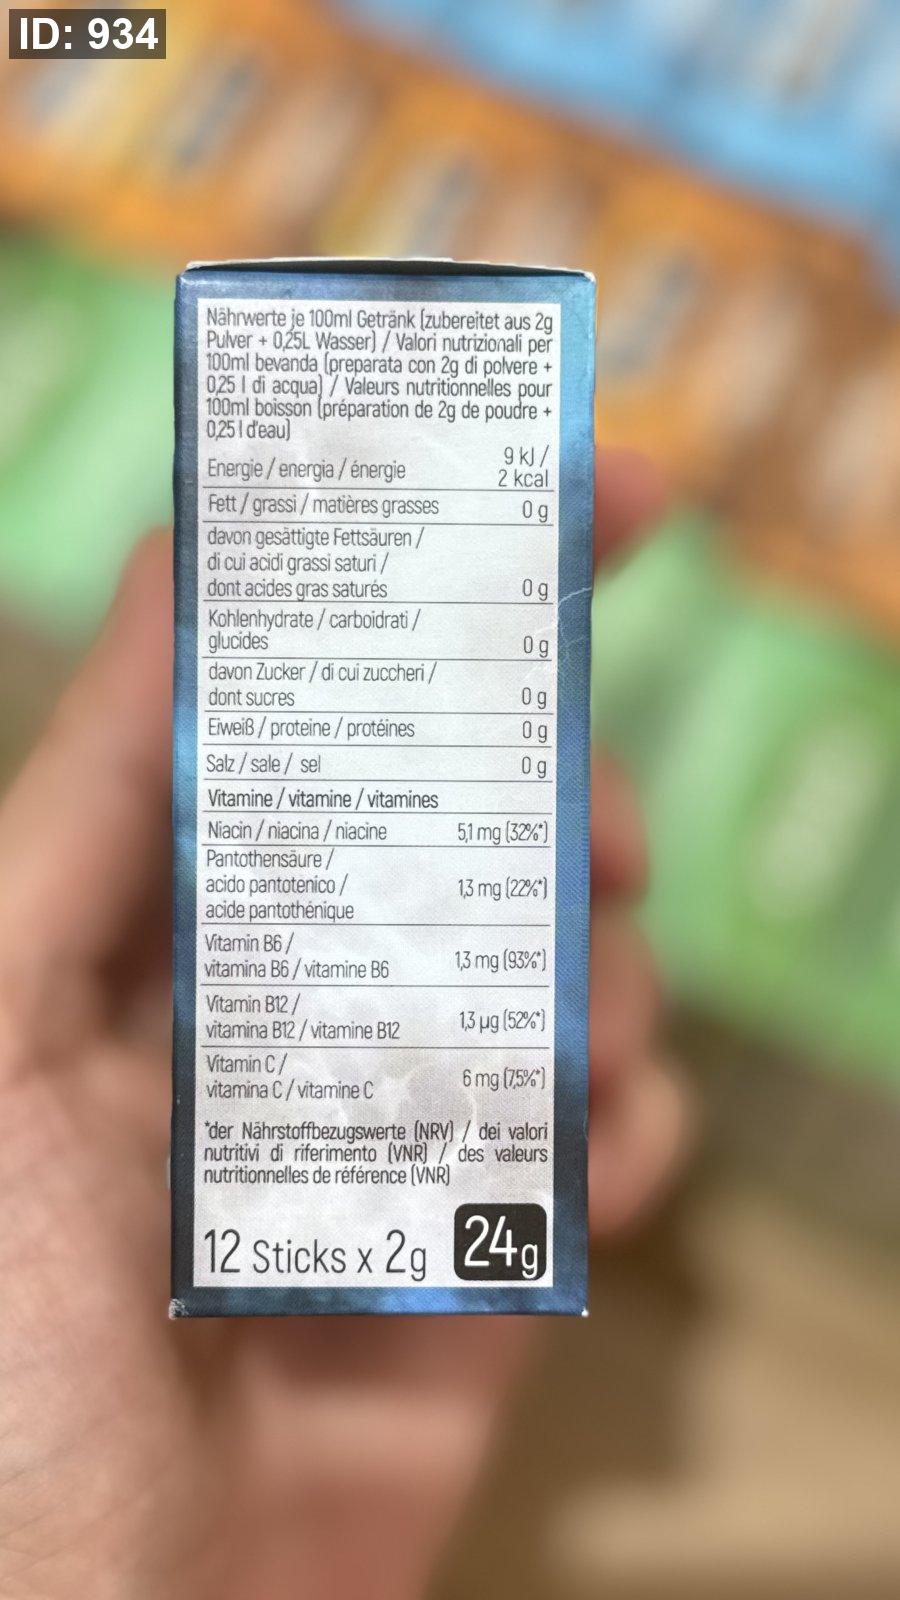 ID: 934
Nährwerte je 100ml Getränk (zubereitet aus 2g
Pulver + 0,25L Wasser) / Valori nutrizionali per
100ml bevanda (preparata con 2g di polvere +
0,25 l di acqua) / Valeurs nutritionnelles pour
100ml boisson (préparation de 2g de poudre +
0,25 l d'eau)
Energie / energia / énergie 9 kJ /
2 kcal
Fett / grassi / matières grasses 0 g
davon gesättigte Fettsäuren /
di cui acidi grassi saturi /
dont acides gras saturés 0 g
Kohlenhydrate / carboidrati /
glucides 0 g
davon Zucker / di cui zuccheri /
dont sucres 0 g
Eiweiß / proteine / protéines 0 g
Salz / sale / sel 0 g
Vitamine / vitamine / vitamines
Niacin / niacina / niacine 5,1 mg (32%*)
Pantothensäure /
acido pantotenico /
acide pantothénique 1,3 mg (22%*)
Vitamin B6 /
vitamina B6 / vitamine B6 1,3 mg (93%*)
Vitamin B12 /
vitamina B12 / vitamine B12 1,3 µg (52%*)
Vitamin C /
vitamina C / vitamine C 6 mg (7,5%*)
*der Nährstoffbezugswerte (NRV) / dei valori
nutritivi di riferimento (VNR) / des valeurs
nutritionnelles de référence (VNR)
12 Sticks x 2g 24g